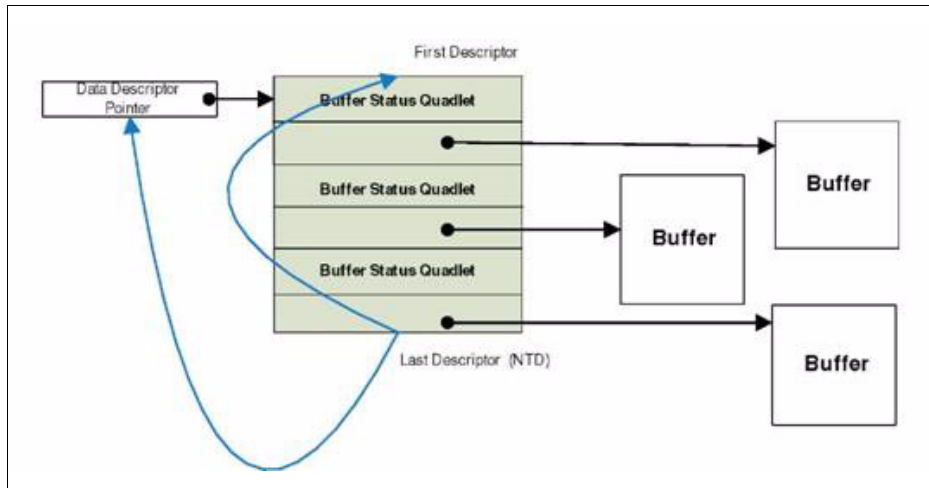 First Descriptor
Data Descriptor
Pointer
Buffer Status Quadlet
Buffer
Buffer Status Quadlet
Buffer
Buffer Status Quadlet
Last Descriptor (NTD)
Buffer